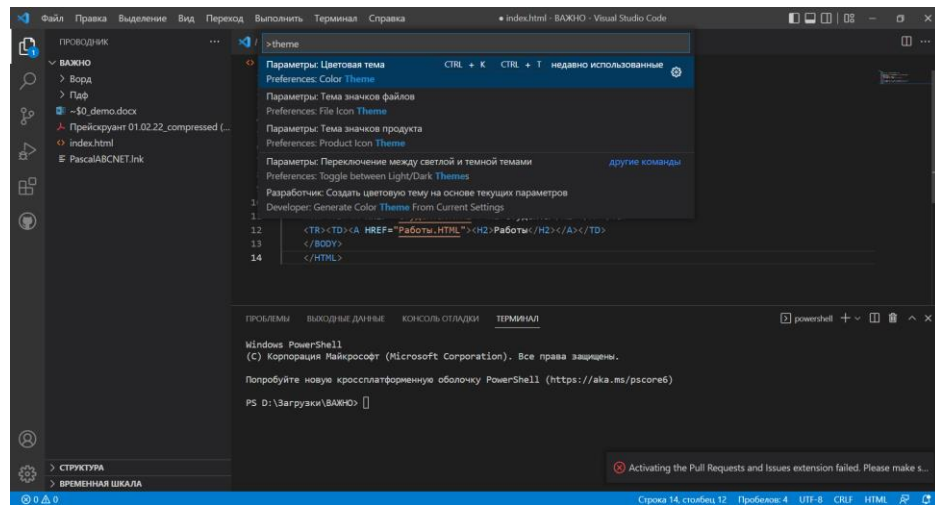 Файл Правка Выделение Вид Переход Выполнить Терминал Справка
● index.html - ВАЖНО - Visual Studio Code
ПРОВОДНИК
ВАЖНО
Ворд
Пдф
~$0_demo.docx
Прейскруант 01.02.22_compressed (...
index.html
PascalABCNET.lnk
>theme
Параметры: Цветовая тема CTRL + K CTRL + T недавно использованные
Preferences: Color Theme
Параметры: Тема значков файлов
Preferences: File Icon Theme
Параметры: Тема значков продукта
Preferences: Product Icon Theme
Параметры: Переключение между светлой и темной темами другие команды
Preferences: Toggle between Light/Dark Themes
Разработчик: Создать цветовую тему на основе текущих параметров
Developer: Generate Color Theme From Current Settings
12 <TR><TD><A HREF="Работы.HTML"><H2>Работы</H2></A></TD>
13 </BODY>
14 </HTML>
ПРОБЛЕМЫ ВЫХОДНЫЕ ДАННЫЕ КОНСОЛЬ ОТЛАДКИ ТЕРМИНАЛ
powershell
Windows PowerShell
(C) Корпорация Майкрософт (Microsoft Corporation). Все права защищены.
Попробуйте новую кроссплатформенную оболочку PowerShell (https://aka.ms/pscore6)
PS D:\Загрузки\ВАЖНО>
СТРУКТУРА
ВРЕМЕННАЯ ШКАЛА
Activating the Pull Requests and Issues extension failed. Please make s...
0 0
Строка 14, столбец 12 Пробелов: 4 UTF-8 CRLF HTML